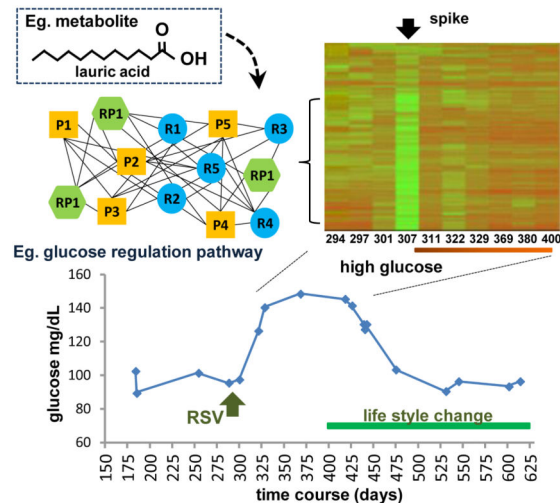 Eg. metabolite
O
OH
lauric acid
spike
P1
RP1
R1
P5
R3
P2
R5
RP1
RP1
P3
R2
P4
R4
294 297 301 307 311 322 329 369 380 400
Eg. glucose regulation pathway
high glucose
glucose mg/dL
160
140
120
100
80
60
RSV
life style change
150 175 200 225 250 275 300 325 350 375 400 425 450 475 500 525 550 575 600 625
time course (days)